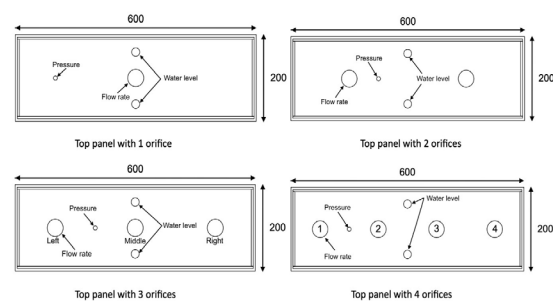 600
Pressure
Flow rate
Water level
200
Top panel with 1 orifice
600
Pressure
Flow rate
Water level
200
Top panel with 2 orifices
600
Pressure
Water level
Left
Middle
Right
Flow rate
200
Top panel with 3 orifices
600
Water level
Pressure
1
2
3
4
Flow rate
200
Top panel with 4 orifices